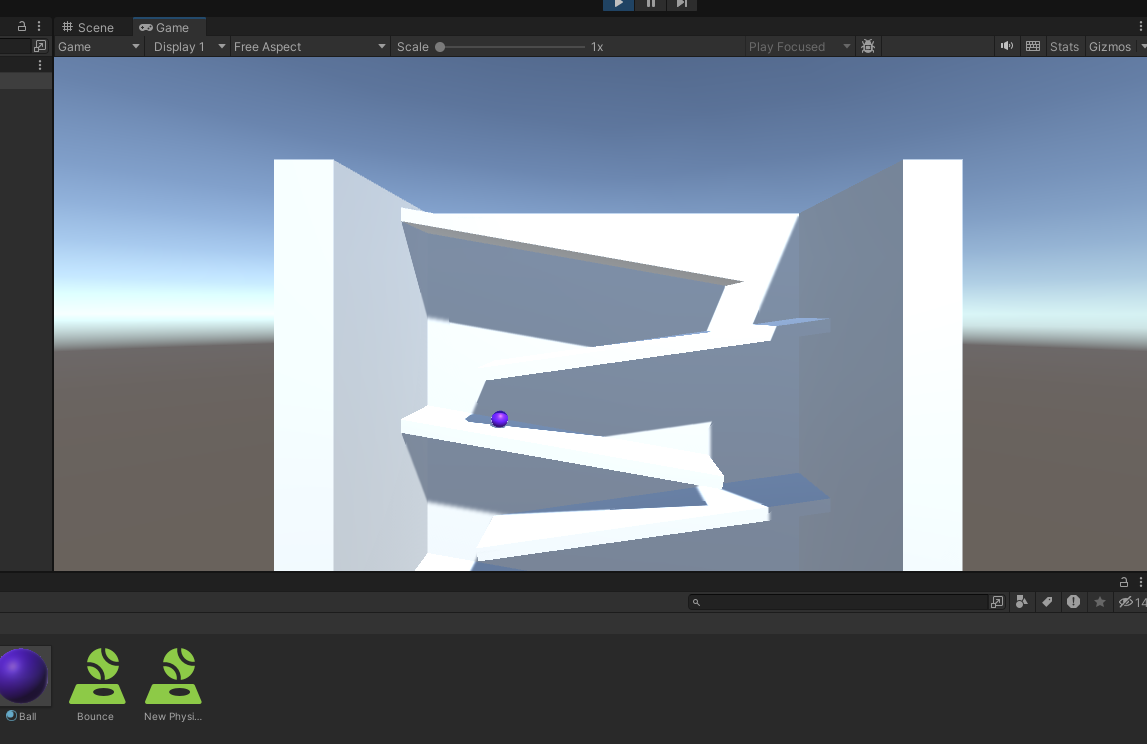 Scene Game
Game Display 1 Free Aspect Scale 1x Play Focused Stats Gizmos
14
Ball Bounce New Physi...